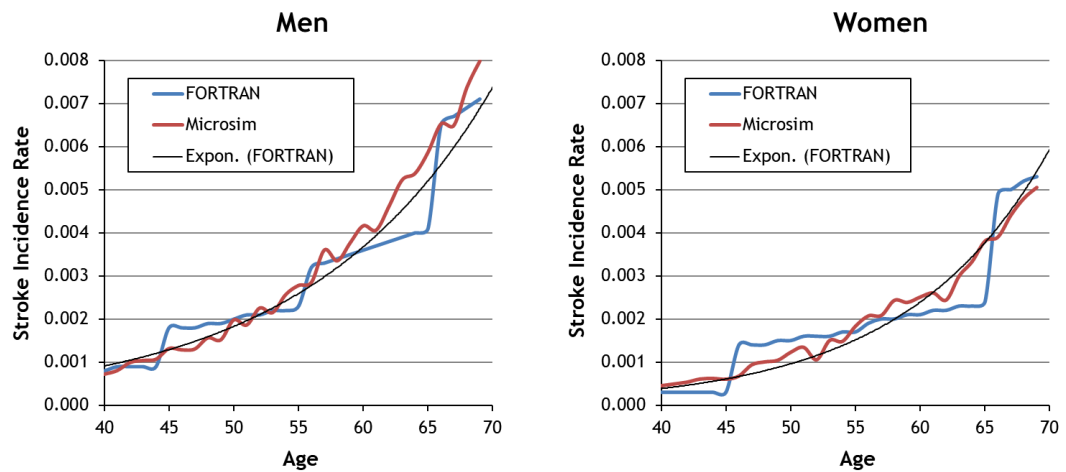 Men
Stroke Incidence Rate
0.008
0.007
0.006
0.005
0.004
0.003
0.002
0.001
0.000
FORTRAN
Microsim
Expon. (FORTRAN)
40 45 50 55 60 65 70
Age
Women
Stroke Incidence Rate
0.008
0.007
0.006
0.005
0.004
0.003
0.002
0.001
0.000
FORTRAN
Microsim
Expon. (FORTRAN)
40 45 50 55 60 65 70
Age